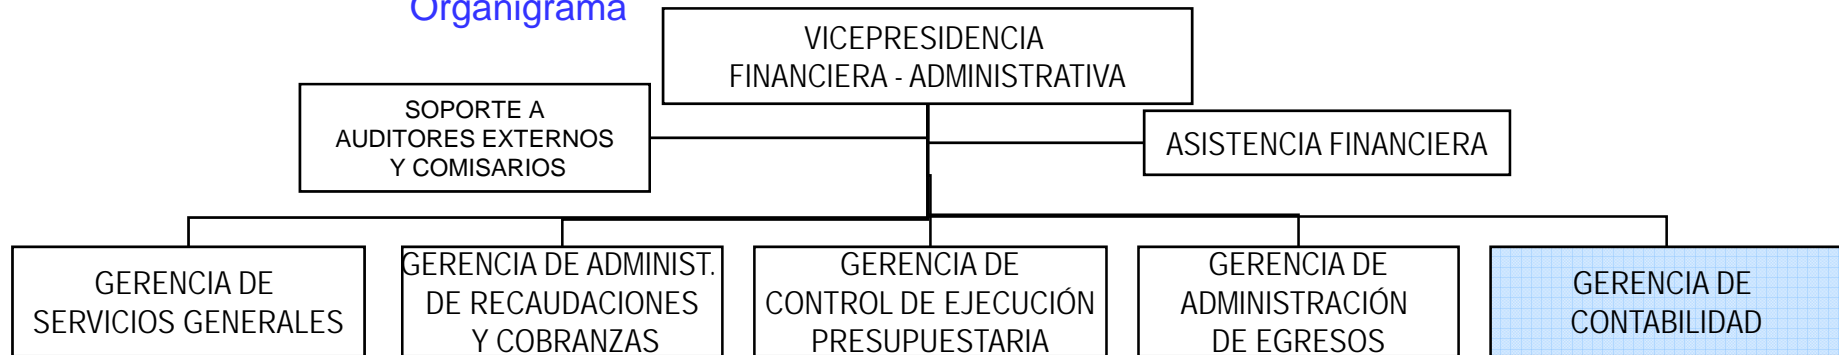 Organigrama
VICEPRESIDENCIA
FINANCIERA - ADMINISTRATIVA
SOPORTE A
AUDITORES EXTERNOS
Y COMISARIOS
ASISTENCIA FINANCIERA
GERENCIA DE
SERVICIOS GENERALES
GERENCIA DE ADMINIST.
DE RECAUDACIONES
Y COBRANZAS
GERENCIA DE
CONTROL DE EJECUCIÓN
PRESUPUESTARIA
GERENCIA DE
ADMINISTRACIÓN
DE EGRESOS
GERENCIA DE
CONTABILIDAD